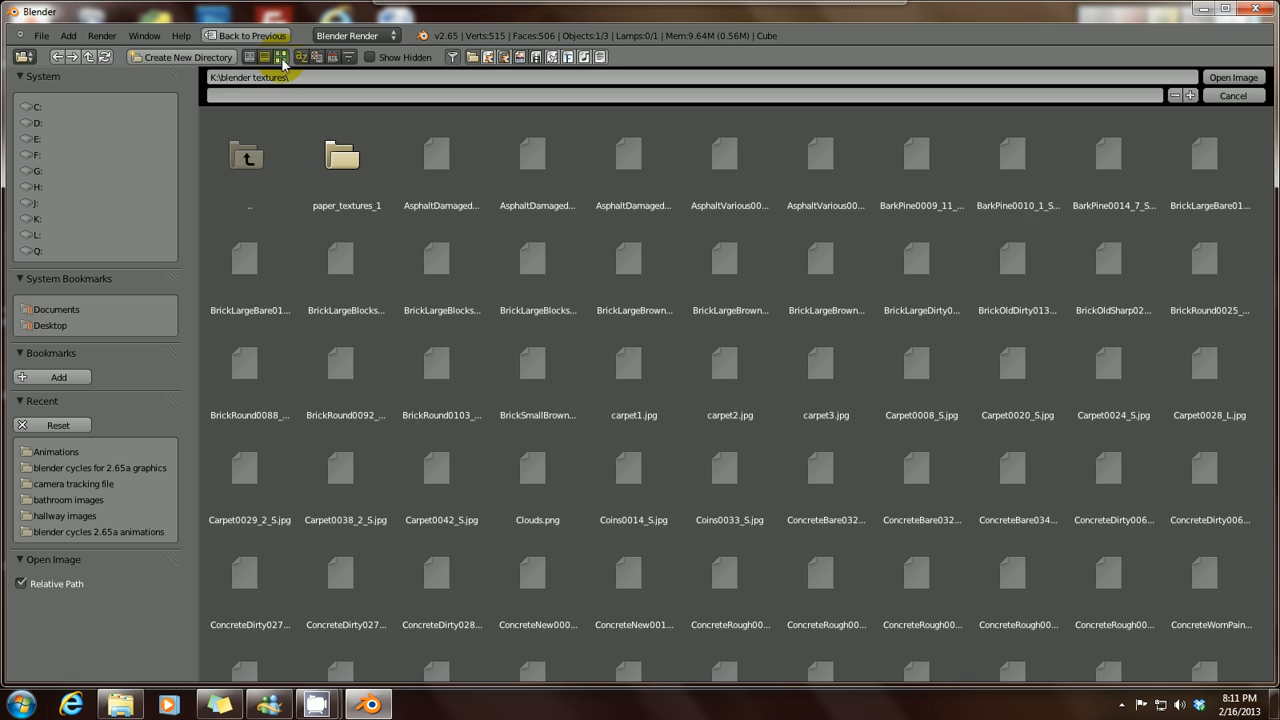 Blender
File Add Render Window Help Back to Previous Blender Render v2.65 | Verts:515 | Faces:506 | Objects:1/3 | Lamps:0/1 | Mem:9.64M (0.56M) | Cube
Create New Directory Show Hidden
System
K:\blender textures\ Open Image
Cancel
C:
D:
E:
F:
G:
H:
J:
K:
L:
Q:
.. paper_textures_1 AsphaltDamaged... AsphaltDamaged... AsphaltDamaged... AsphaltVarious00... AsphaltVarious00... BarkPine0009_11_... BarkPine0010_1_S... BarkPine0014_7_S... BrickLargeBare01...
System Bookmarks
Documents
Desktop
BrickLargeBare01... BrickLargeBlocks... BrickLargeBlocks... BrickLargeBlocks... BrickLargeBrown... BrickLargeBrown... BrickLargeBrown... BrickLargeDirty0... BrickOldDirty013... BrickOldSharp02... BrickRound0025_...
Bookmarks
Add
Recent
Reset
BrickRound0088_... BrickRound0092_... BrickRound0103_... BrickSmallBrown... carpet1.jpg carpet2.jpg carpet3.jpg Carpet0008_S.jpg Carpet0020_S.jpg Carpet0024_S.jpg Carpet0028_L.jpg
Animations
blender cycles for 2.65a graphics
camera tracking file
bathroom images
hallway images
blender cycles 2.65a animations
Carpet0029_2_S.jpg Carpet0038_2_S.jpg Carpet0042_S.jpg Clouds.png Coins0014_S.jpg Coins0033_S.jpg ConcreteBare032... ConcreteBare032... ConcreteBare034... ConcreteDirty006... ConcreteDirty006...
Open Image
Relative Path
ConcreteDirty027... ConcreteDirty027... ConcreteDirty028... ConcreteNew000... ConcreteNew001... ConcreteRough00... ConcreteRough00... ConcreteRough00... ConcreteRough00... ConcreteRough00... ConcreteWornPain...
8:11 PM
2/16/2013